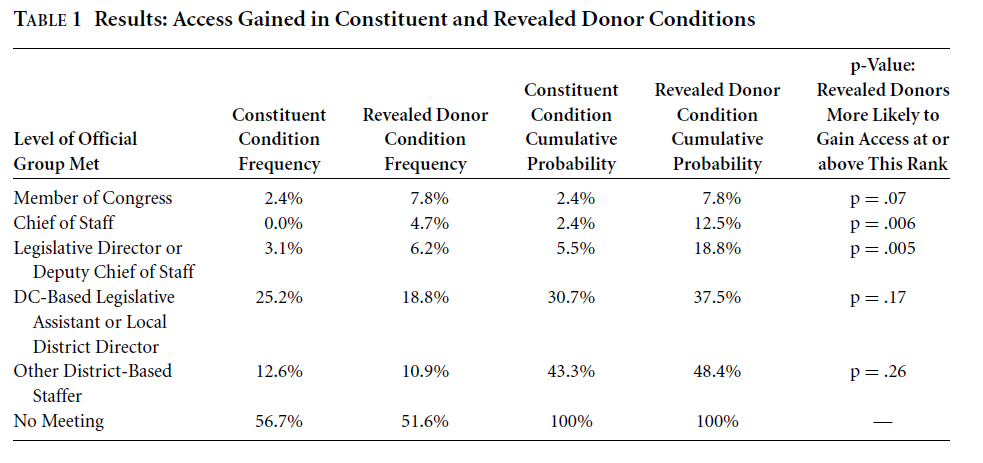 TABLE 1 Results: Access Gained in Constituent and Revealed Donor Conditions
p-Value:
Constituent Revealed Donor Revealed Donors
Constituent Revealed Donor Condition Condition More Likely to
Level of Official Condition Condition Cumulative Cumulative Gain Access at or
Group Met Frequency Frequency Probability Probability above This Rank
Member of Congress 2.4% 7.8% 2.4% 7.8% p = .07
Chief of Staff 0.0% 4.7% 2.4% 12.5% p = .006
Legislative Director or 3.1% 6.2% 5.5% 18.8% p = .005
Deputy Chief of Staff
DC-Based Legislative 25.2% 18.8% 30.7% 37.5% p = .17
Assistant or Local
District Director
Other District-Based 12.6% 10.9% 43.3% 48.4% p = .26
Staffer
No Meeting 56.7% 51.6% 100% 100% —